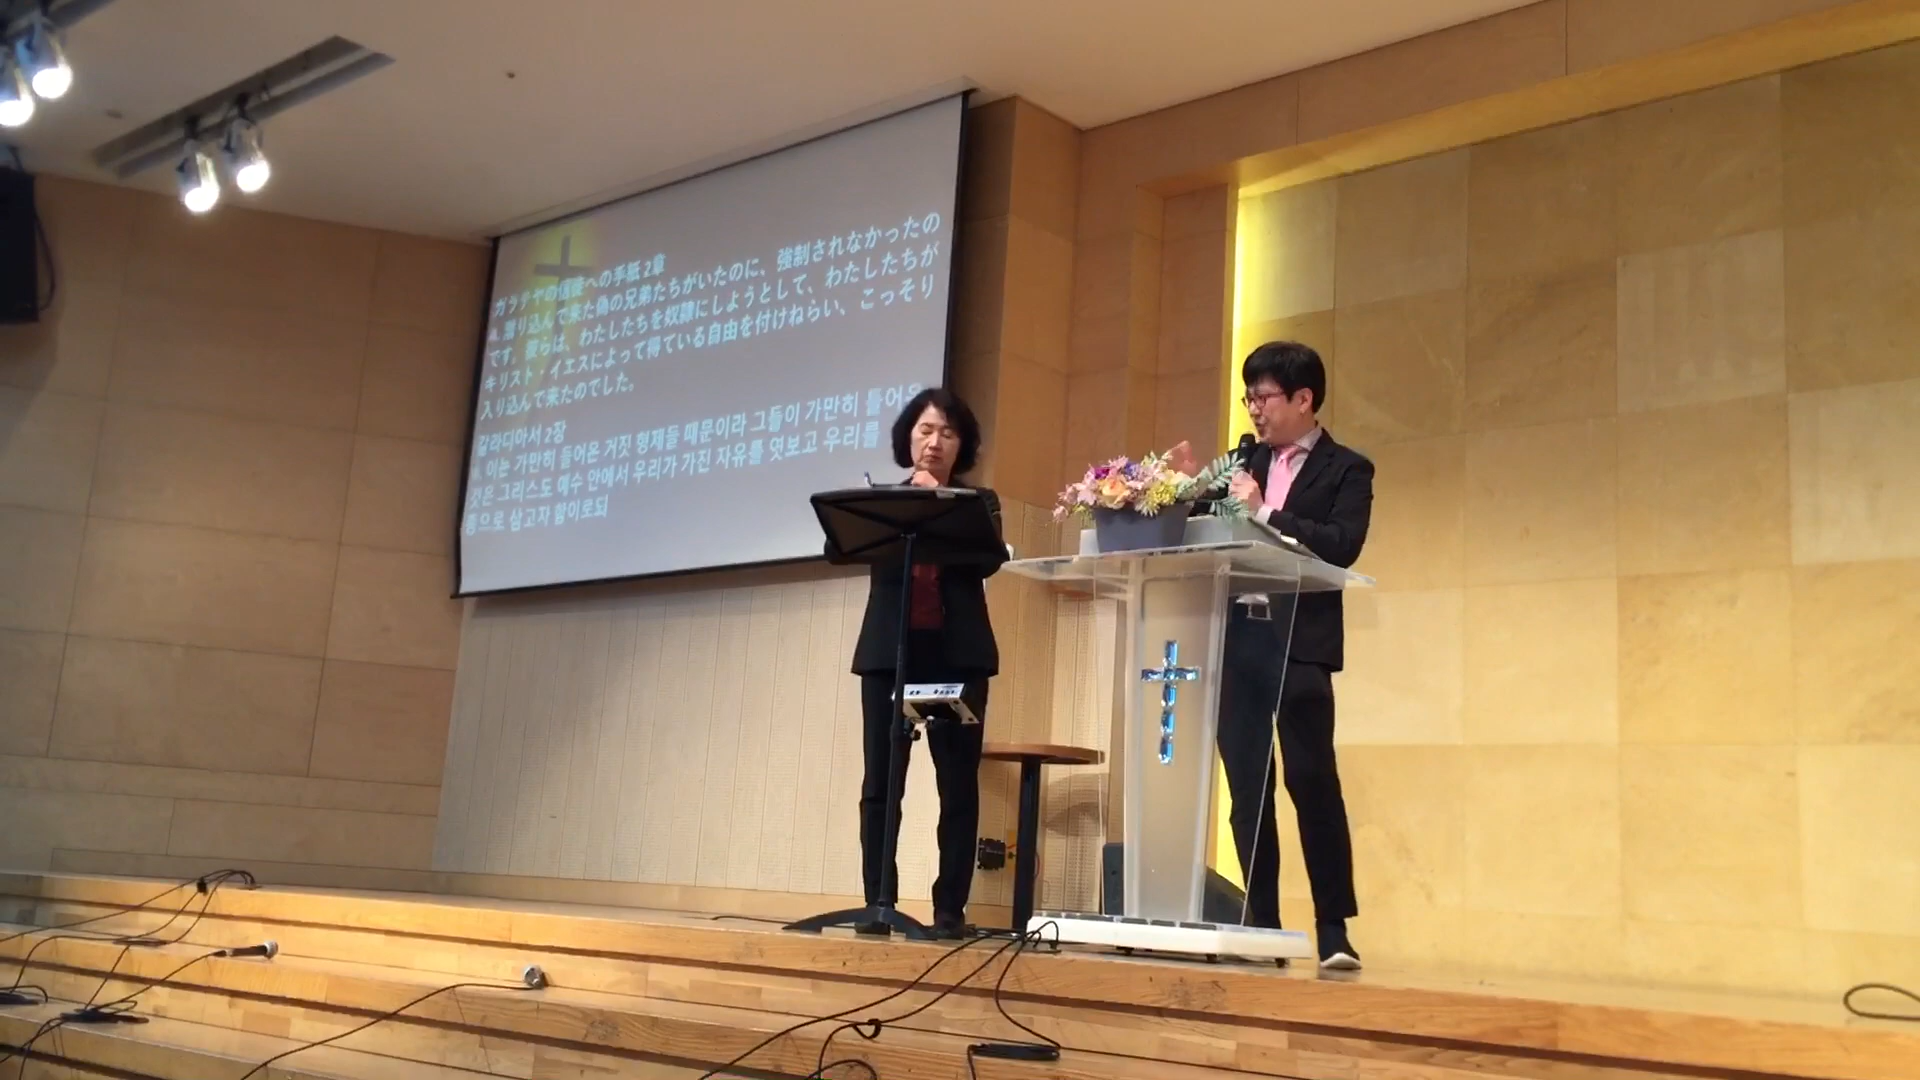 ガラテヤの信徒への手紙 2章
4. 潜り込んで来た偽の兄弟たちがいたのに、強制されなかったの
です。彼らは、わたしたちを奴隷にしようとして、わたしたちが
キリスト・イエスによって得ている自由を付けねらい、こっそり
入り込んで来たのでした。
갈라디아서 2장
4. 이는 가만히 들어온 거짓 형제들 때문이라 그들이 가만히 들어온
것은 그리스도 예수 안에서 우리가 가진 자유를 엿보고 우리를
종으로 삼고자 함이로되